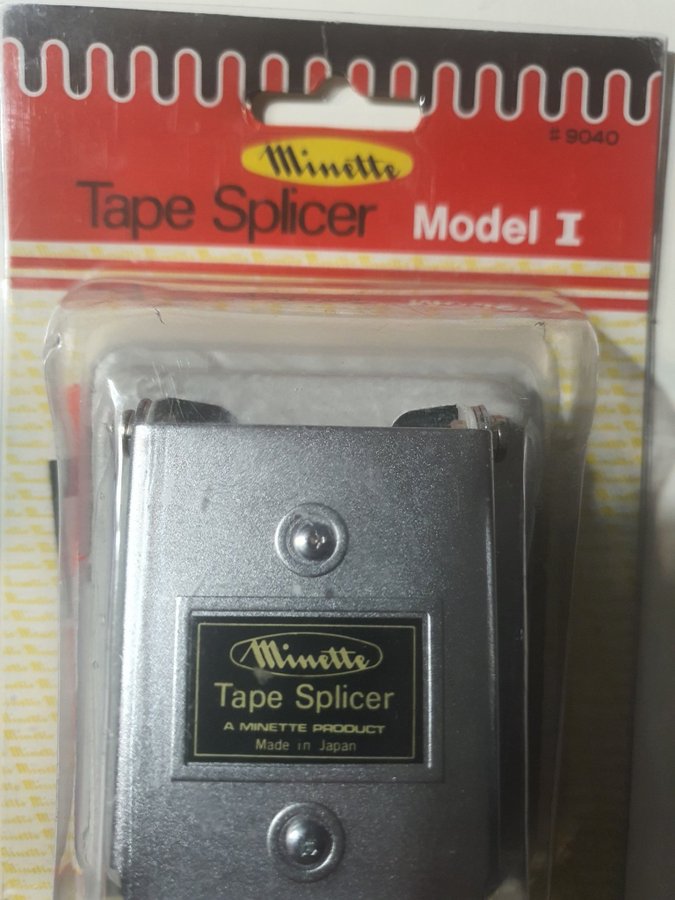 #9040
Minette
Tape Splicer Model I
Minette
Tape Splicer
A MINETTE PRODUCT
Made in Japan